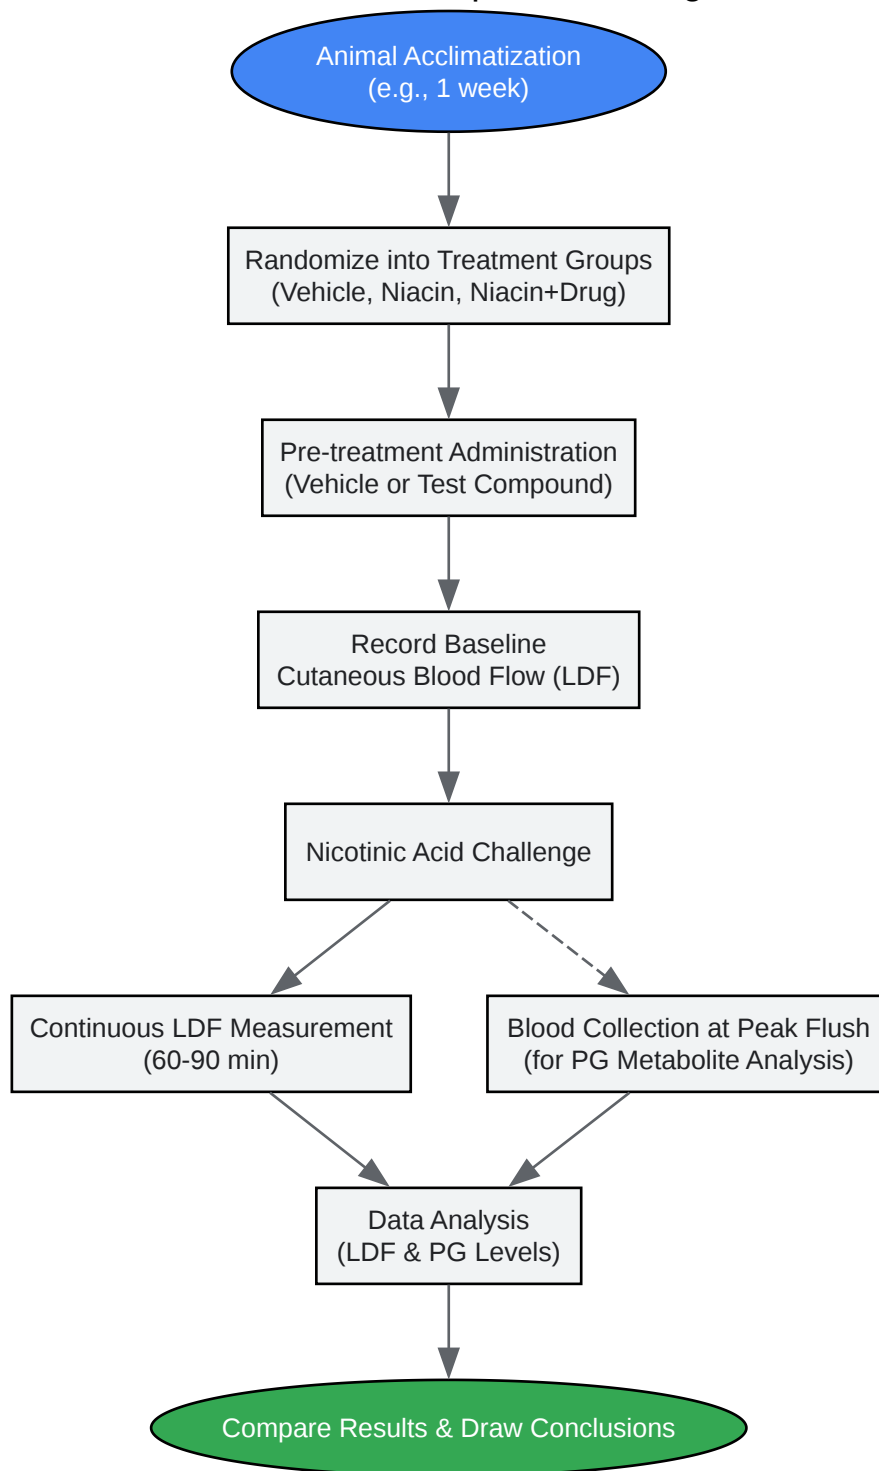 Animal Acclimatization
(e.g., 1 week)
Randomize into Treatment Groups
(Vehicle, Niacin, Niacin+Drug)
Pre-treatment Administration
(Vehicle or Test Compound)
Record Baseline
Cutaneous Blood Flow (LDF)
Nicotinic Acid Challenge
Continuous LDF Measurement
(60-90 min)
Blood Collection at Peak Flush
(for PG Metabolite Analysis)
Data Analysis
(LDF & PG Levels)
Compare Results & Draw Conclusions